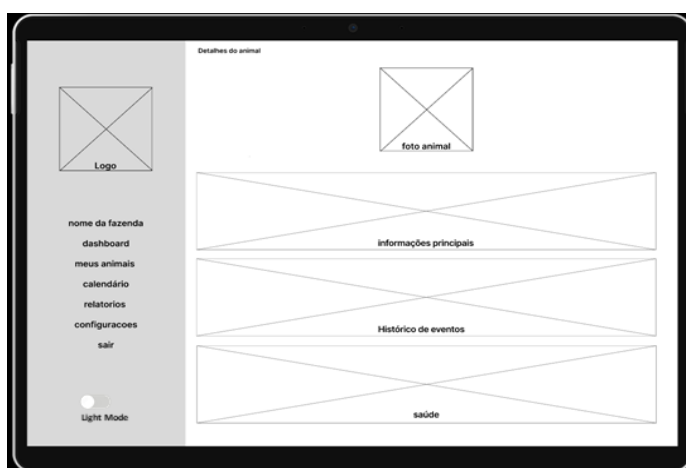 Detalhes do animal
Logo
nome da fazenda
dashboard
meus animais
calendário
relatorios
configuracoes
sair
Light Mode
foto animal
informações principais
Histórico de eventos
saúde